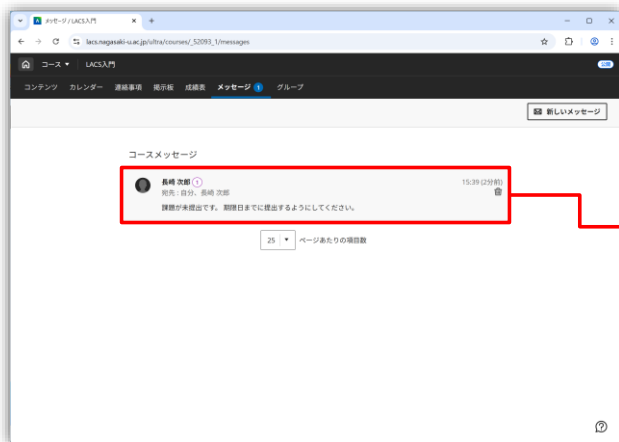 メッセージ / LACS入門
lacs.nagasaki-u.ac.jp/ultra/courses/_52093_1/messages
コース LACS入門 公開
コンテンツ カレンダー 連絡事項 掲示板 成績表 メッセージ 1 グループ
新しいメッセージ
コースメッセージ
長崎 次郎 1 15:39 (2分前)
宛先 : 自分、長崎 次郎
課題が未提出です。期限日までに提出するようにしてください。
25 ページあたりの項目数